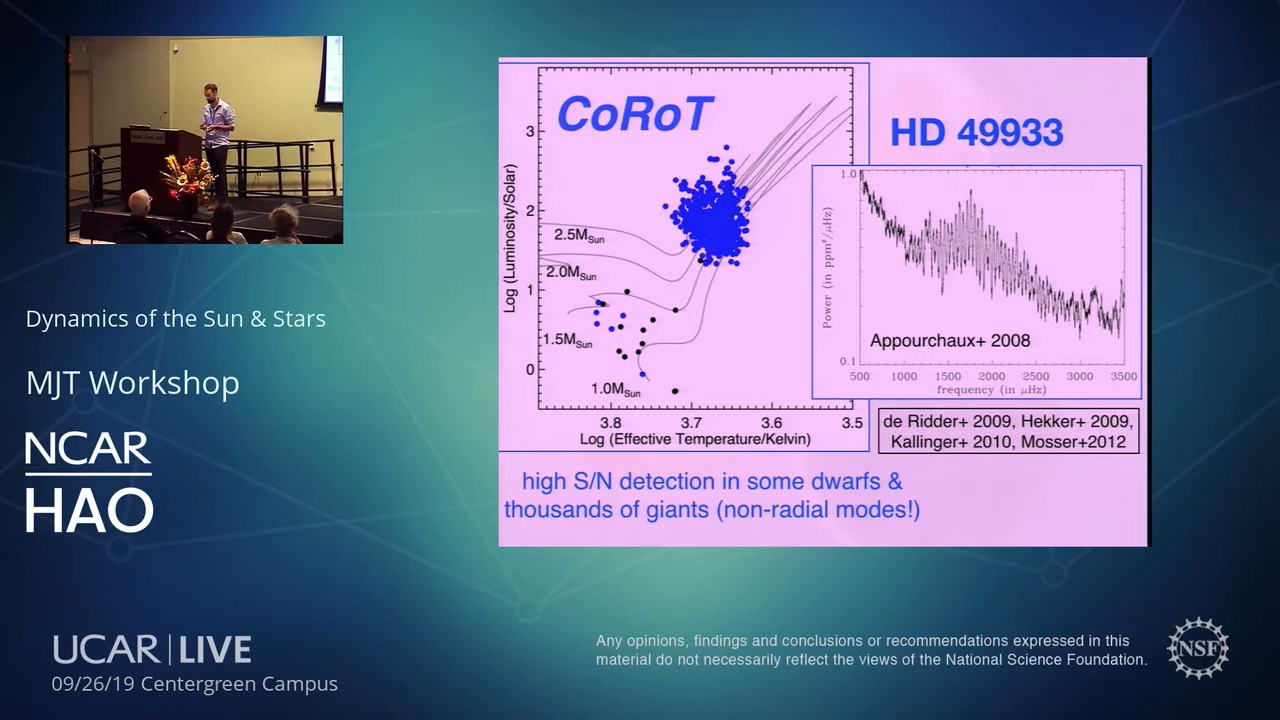 Dynamics of the Sun & Stars
MJT Workshop
NCAR
HAO
UCAR | LIVE
09/26/19 Centergreen Campus
CoRoT
HD 49933
Log (Luminosity/Solar)
3
2
1
0
2.5MSun
2.0MSun
1.5MSun
1.0MSun
3.8 3.7 3.6 3.5
Log (Effective Temperature/Kelvin)
1.0
Power (in ppm²/μHz)
0.1
Appourchaux+ 2008
500 1000 1500 2000 2500 3000 3500
frequency (in μHz)
de Ridder+ 2009, Hekker+ 2009,
Kallinger+ 2010, Mosser+2012
high S/N detection in some dwarfs &
thousands of giants (non-radial modes!)
Any opinions, findings and conclusions or recommendations expressed in this
material do not necessarily reflect the views of the National Science Foundation.
NSF